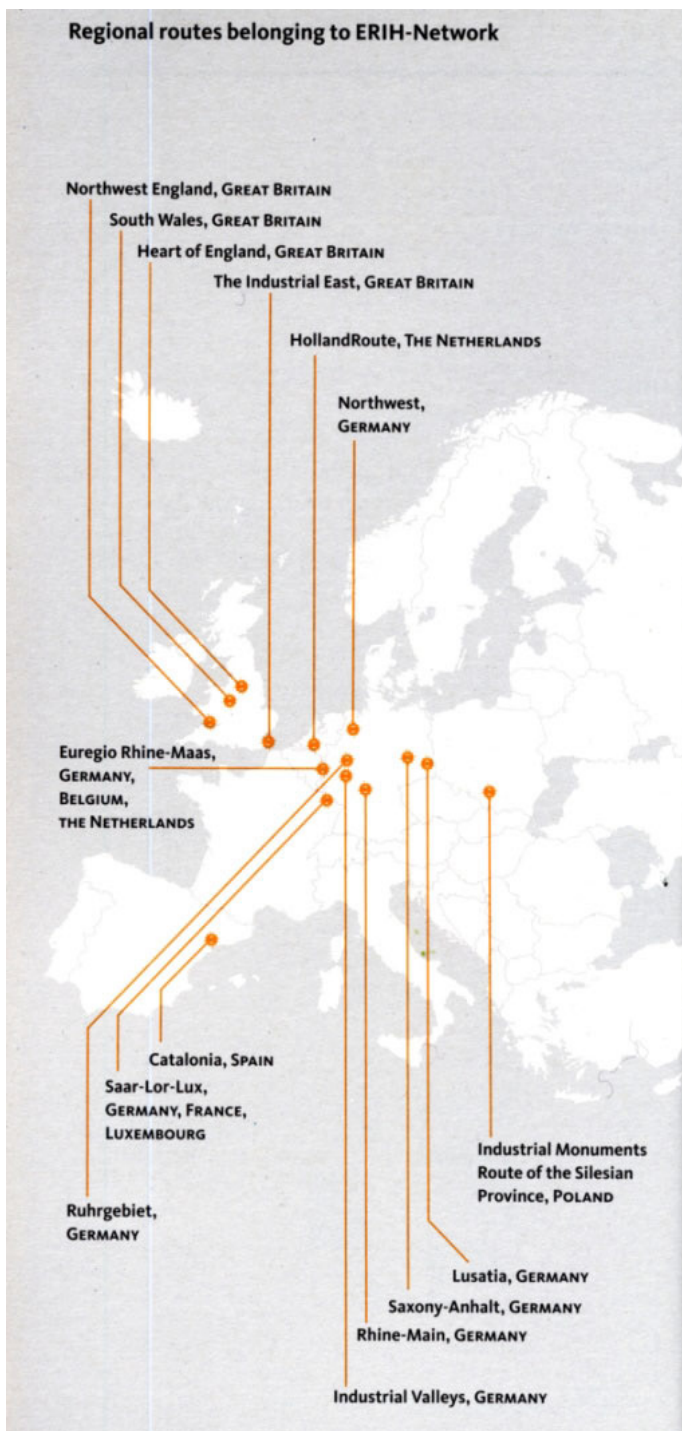 Regional routes belonging to ERIH-Network
Northwest England, GREAT BRITAIN
South Wales, GREAT BRITAIN
Heart of England, GREAT BRITAIN
The Industrial East, GREAT BRITAIN
HollandRoute, THE NETHERLANDS
Northwest,
GERMANY
Euregio Rhine-Maas,
GERMANY,
BELGIUM,
THE NETHERLANDS
Catalonia, SPAIN
Saar-Lor-Lux,
GERMANY, FRANCE,
LUXEMBOURG
Industrial Monuments
Route of the Silesian
Province, POLAND
Ruhrgebiet,
GERMANY
Lusatia, GERMANY
Saxony-Anhalt, GERMANY
Rhine-Main, GERMANY
Industrial Valleys, GERMANY